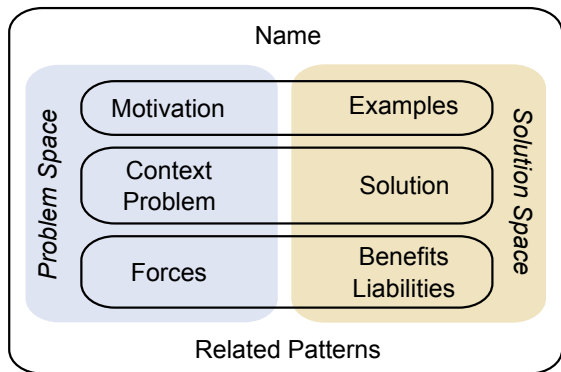 Name
Problem Space
Motivation
Examples
Context
Problem
Solution
Forces
Benefits
Liabilities
Solution Space
Related Patterns